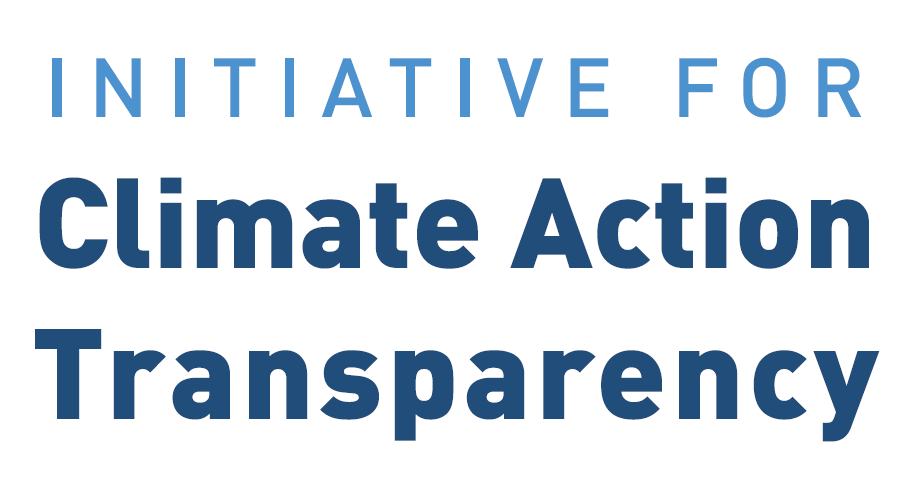 INITIATIVE FOR
Climate Action
Transparency